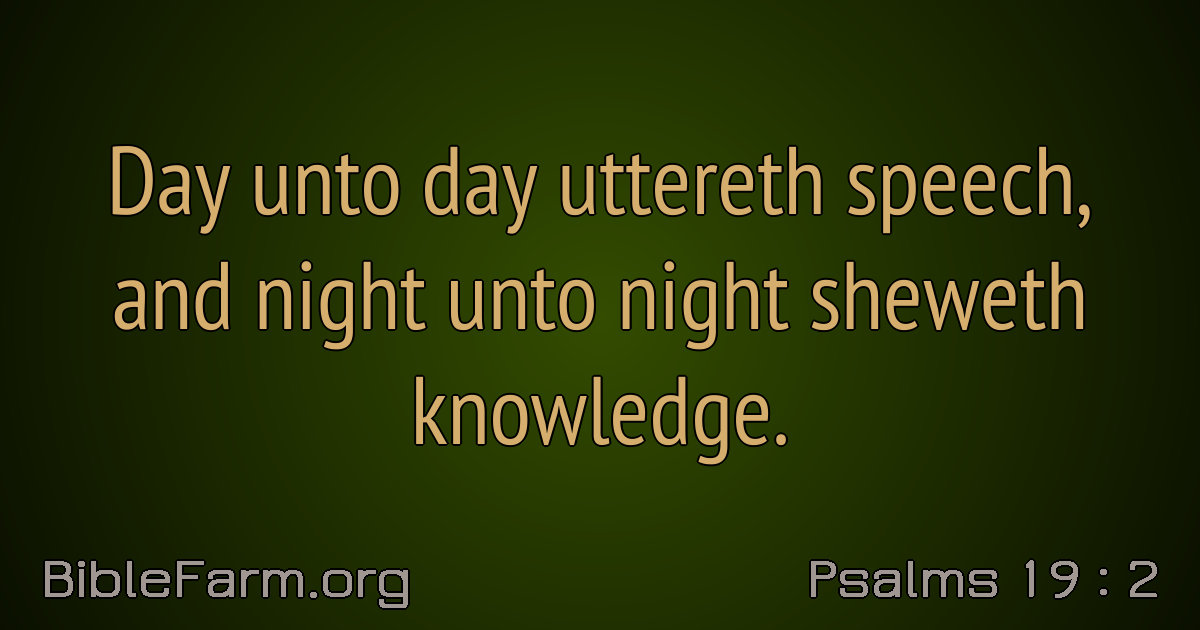 Day unto day uttereth speech,
and night unto night sheweth
knowledge.
BibleFarm.org
Psalms 19 : 2